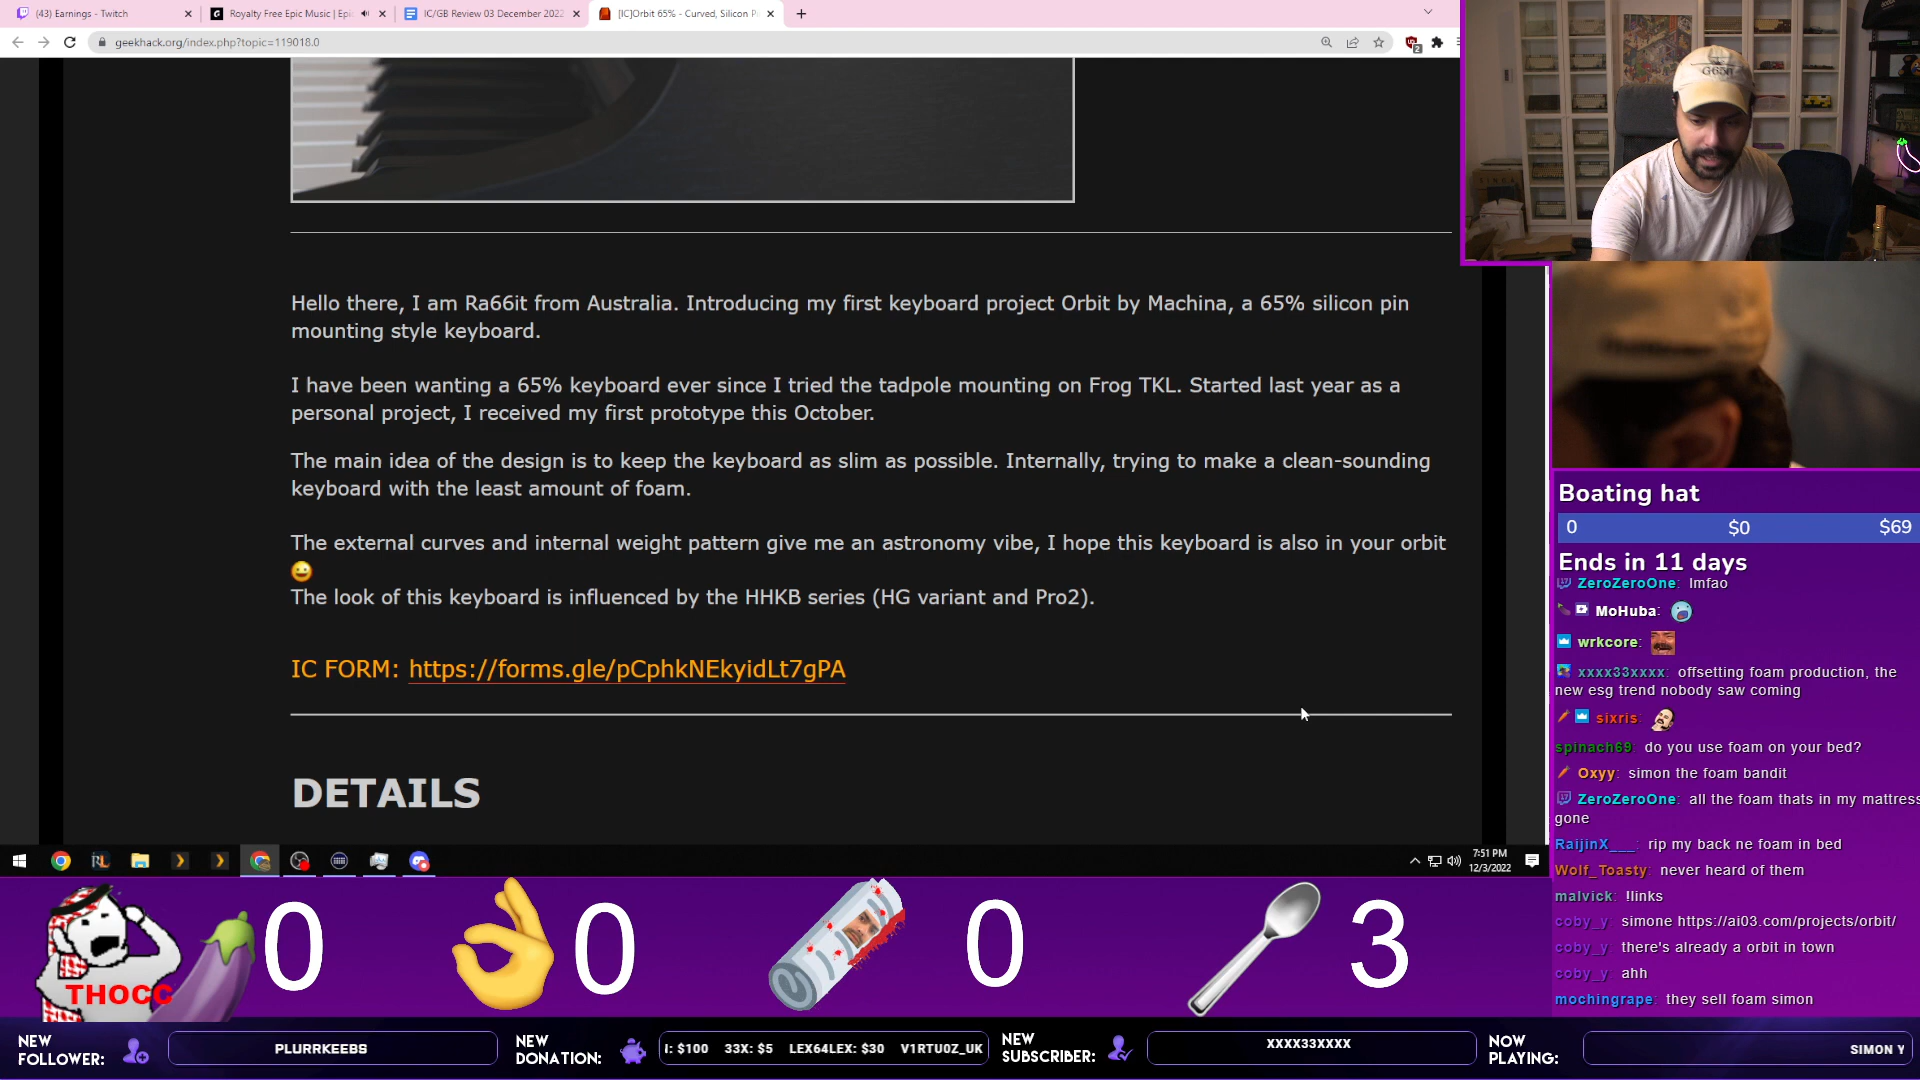 (43) Earnings - Twitch
Royalty Free Epic Music | Epi
IC/GB Review 03 December 2022
[IC]Orbit 65% - Curved, Silicon P
geekhack.org/index.php?topic=119018.0
2
Hello there, I am Ra66it from Australia. Introducing my first keyboard project Orbit by Machina, a 65% silicon pin
mounting style keyboard.
I have been wanting a 65% keyboard ever since I tried the tadpole mounting on Frog TKL. Started last year as a
personal project, I received my first prototype this October.
The main idea of the design is to keep the keyboard as slim as possible. Internally, trying to make a clean-sounding
keyboard with the least amount of foam.
The external curves and internal weight pattern give me an astronomy vibe, I hope this keyboard is also in your orbit
😀
The look of this keyboard is influenced by the HHKB series (HG variant and Pro2).
IC FORM: https://forms.gle/pCphkNEkyidLt7gPA
DETAILS
7:51 PM
12/3/2022
Boating hat
0 $0 $69
Ends in 11 days
ZeroZeroOne: lmfao
MoHuba:
wrkcore:
xxxx33xxxx: offsetting foam production, the
new esg trend nobody saw coming
sixris:
spinach69: do you use foam on your bed?
Oxyy: simon the foam bandit
ZeroZeroOne: all the foam thats in my mattress
gone
RaijinX___: rip my back ne foam in bed
Wolf_Toasty: never heard of them
malvick: !links
coby_y: simone https://ai03.com/projects/orbit/
coby_y: there's already a orbit in town
coby_y: ahh
mochingrape: they sell foam simon
THOCC
0
0
0
3
NEW
FOLLOWER:
PLURRKEEBS
NEW
DONATION:
I: $100 33X: $5 LEX64LEX: $30 V1RTU0Z_UK
NEW
SUBSCRIBER:
XXXX33XXXX
NOW
PLAYING:
SIMON Y